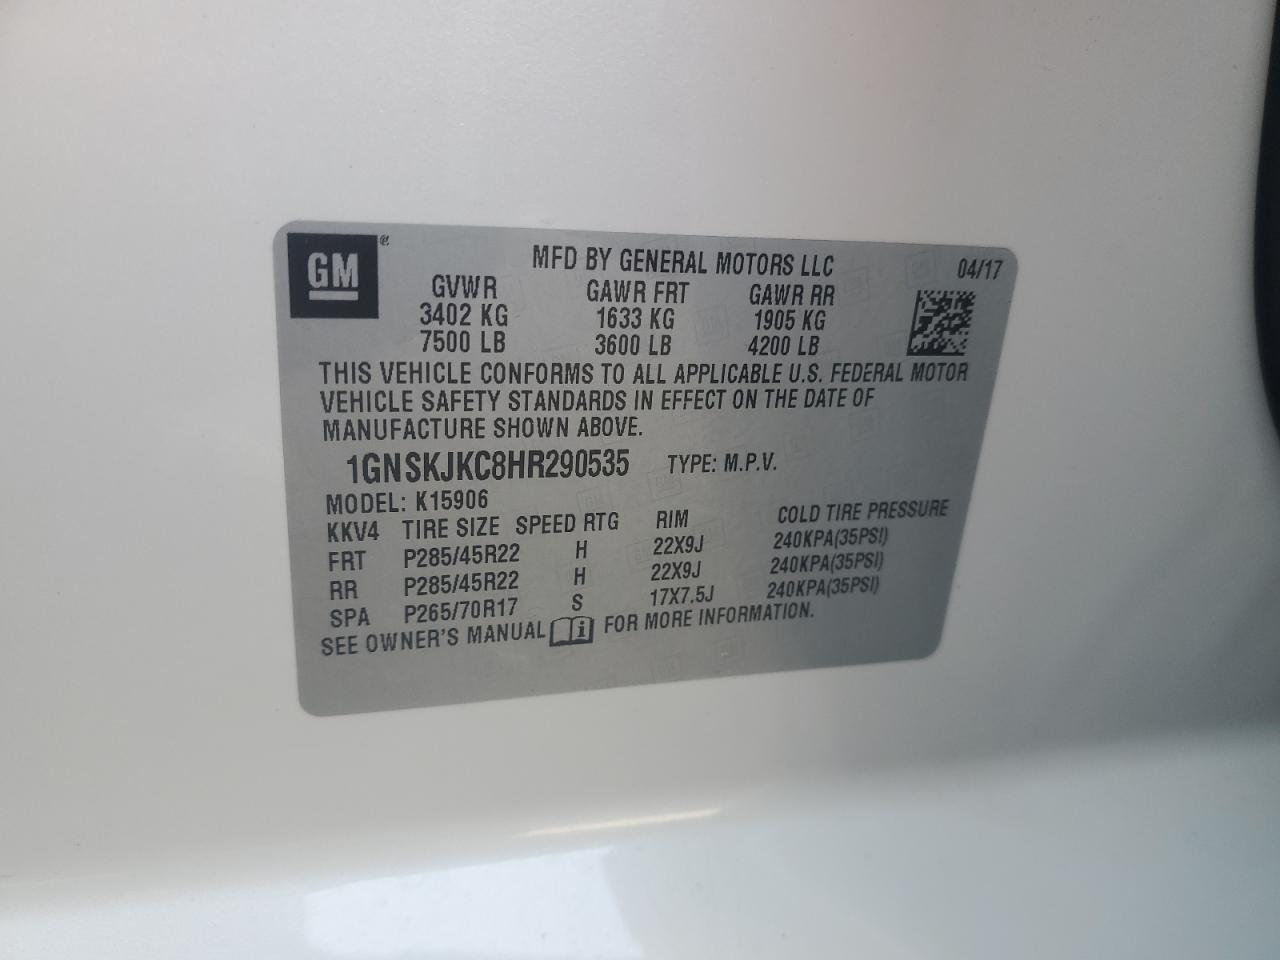 GM
MFD BY GENERAL MOTORS LLC 04/17
GVWR GAWR FRT GAWR RR
3402 KG 1633 KG 1905 KG
7500 LB 3600 LB 4200 LB
THIS VEHICLE CONFORMS TO ALL APPLICABLE U.S. FEDERAL MOTOR
VEHICLE SAFETY STANDARDS IN EFFECT ON THE DATE OF
MANUFACTURE SHOWN ABOVE.
1GNSKJKC8HR290535 TYPE: M.P.V.
MODEL: K15906
KKV4 TIRE SIZE SPEED RTG RIM COLD TIRE PRESSURE
FRT P285/45R22 H 22X9J 240KPA(35PSI)
RR P285/45R22 H 22X9J 240KPA(35PSI)
SPA P265/70R17 S 17X7.5J 240KPA(35PSI)
SEE OWNER'S MANUAL i FOR MORE INFORMATION.